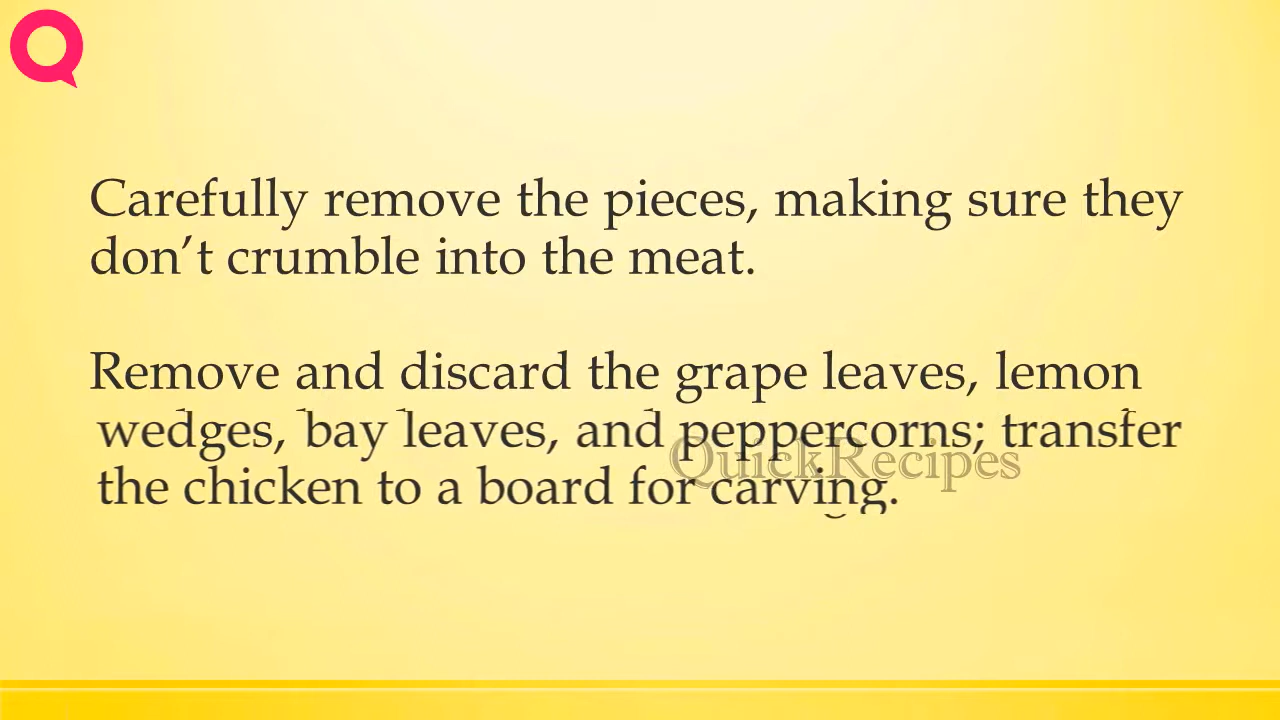 Carefully remove the pieces, making sure they
don’t crumble into the meat.
Remove and discard the grape leaves, lemon
wedges, bay leaves, and peppercorns; transfer
the chicken to a board for carving.
QuickRecipes